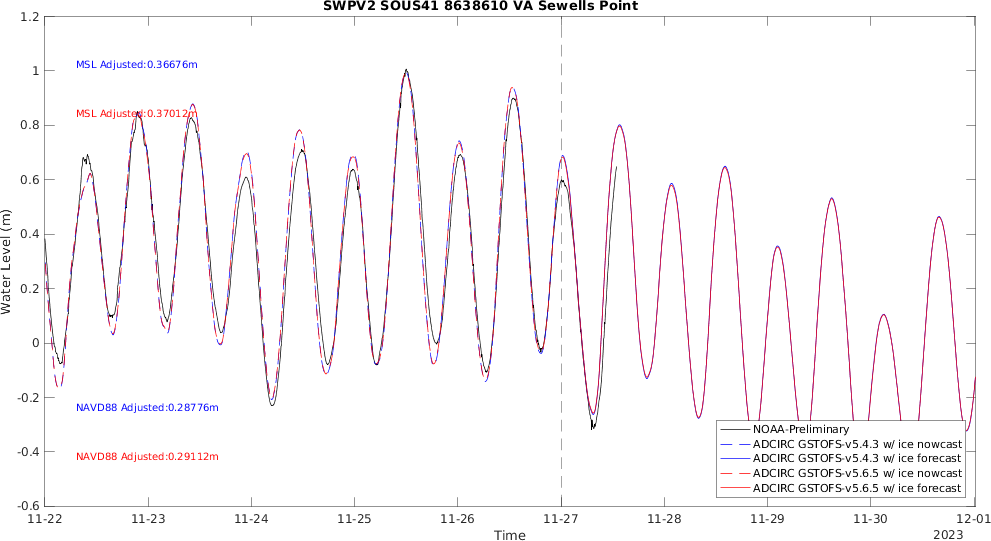 SWPV2 SOUS41 8638610 VA Sewells Point
1.2
1
0.8
0.6
0.4
0.2
0
-0.2
-0.4
-0.6
Water Level (m)
MSL Adjusted:0.36676m
MSL Adjusted:0.37012m
NAVD88 Adjusted:0.28776m
NAVD88 Adjusted:0.29112m
NOAA-Preliminary
ADCIRC GSTOFS-v5.4.3 w/ ice nowcast
ADCIRC GSTOFS-v5.4.3 w/ ice forecast
ADCIRC GSTOFS-v5.6.5 w/ ice nowcast
ADCIRC GSTOFS-v5.6.5 w/ ice forecast
11-22 11-23 11-24 11-25 11-26 11-27 11-28 11-29 11-30 12-01
Time
2023